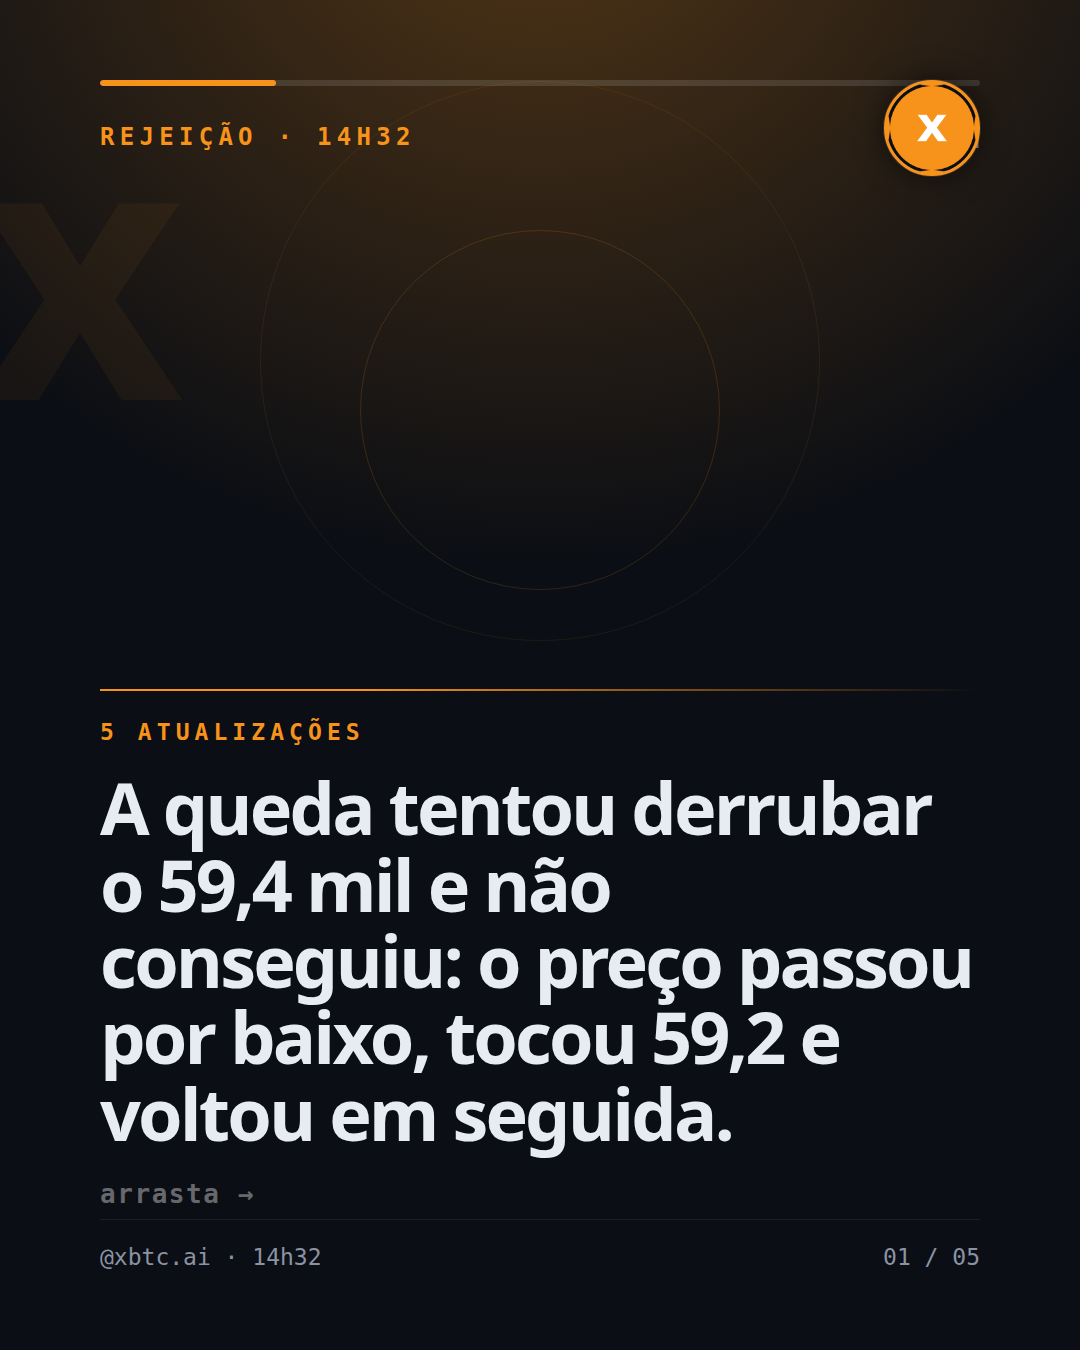 REJEIÇÃO · 14H32
X
X
5 ATUALIZAÇÕES
A queda tentou derrubar
o 59,4 mil e não
conseguiu: o preço passou
por baixo, tocou 59,2 e
voltou em seguida.
arrasta →
@xbtc.ai · 14h32
01 / 05